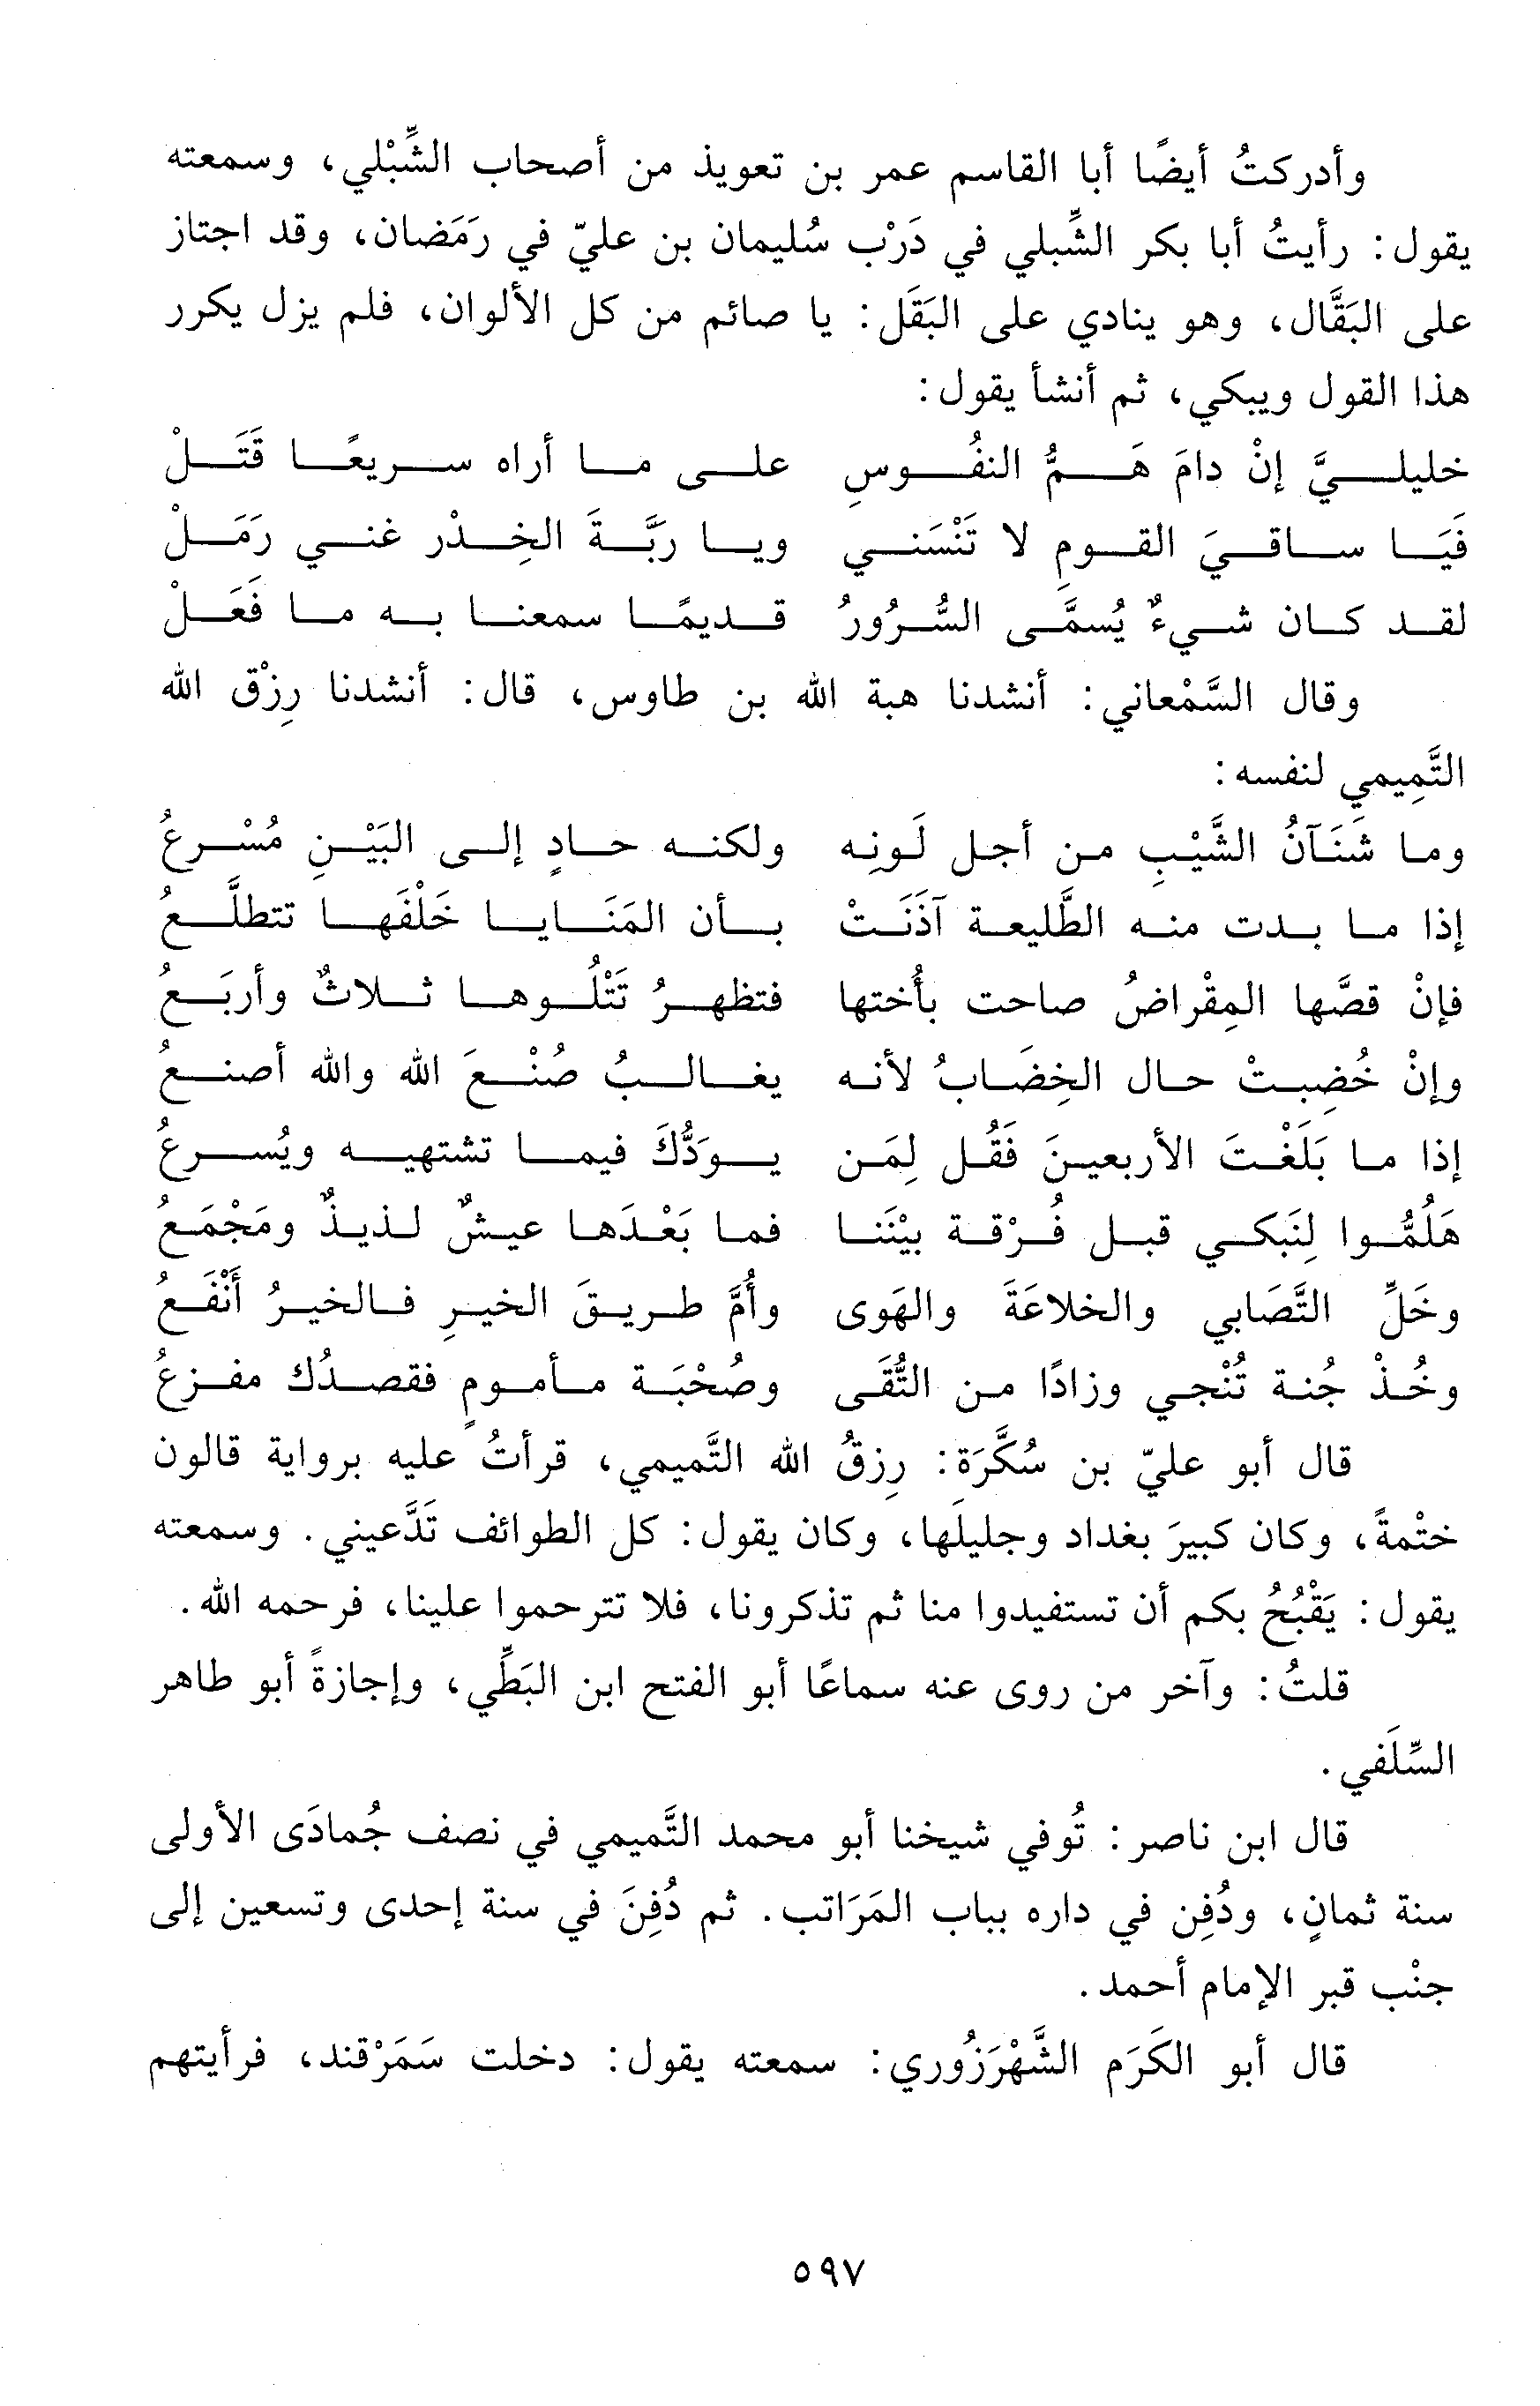 وأدركتُ أيضًا أبا القاسم عمر بن تعويذ من أصحاب الشِّبْلي، وسمعته
يقول: رأيتُ أبا بكر الشِّبلي في دَرْب سُليمان بن عليّ في رَمَضان، وقد اجتاز
على البَقَّال، وهو ينادي على البَقَل: يا صائم من كل الألوان، فلم يزل يكرر
هذا القول ويبكي، ثم أنشأ يقول:
خليليَّ إنْ دامَ هَمُّ النفُوسِ على ما أراه سريعًا قَتَلْ
فَيَا ساقيَ القومِ لا تَنْسَني ويا ربَّةَ الخِدْر غني رَمَلْ
لقد كان شيءٌ يُسمَّى السُّرُورُ قديمًا سمعنا به ما فَعَلْ
وقال السَّمْعاني: أنشدنا هبة الله بن طاوس، قال: أنشدنا رِزْق الله
التَّمِيمي لنفسه:
وما شَنَآنُ الشَّيْبِ من أجل لَونِه ولكنه حادٍ إلى البَيْنِ مُسْرعُ
إذا ما بدت منه الطَّليعة آذَنَتْ بأن المَنَايا خَلْفَها تتطلَّعُ
فإنْ قصَّها المِقْراضُ صاحت بأُختها فتظهرُ تَتْلُوها ثلاثٌ وأربَعُ
وإنْ خُضِبتْ حال الخِضَابُ لأنه يغالبُ صُنْعَ الله والله أصنعُ
إذا ما بَلَغْتَ الأربعينَ فَقُل لِمَن يوَدُّكَ فيما تشتهيه ويُسرعُ
هَلُمُّوا لِنَبكي قبل فُرْقة بيْنَنا فما بَعْدَها عيشٌ لذيذٌ ومَجْمَعُ
وخَلِّ التَّصَابي والخلاعَةَ والهَوى وأُمَّ طريقَ الخيرِ فالخيرُ أَنْفَعُ
وخُذْ جُنة تُنْجي وزادًا من التُّقَى وصُحْبَة مأمومٍ فقصدُك مفزعُ
قال أبو عليّ بن سُكَّرَة: رِزقُ الله التَّميمي، قرأتُ عليه برواية قالون
ختْمةً، وكان كبيرَ بغداد وجليلَها، وكان يقول: كل الطوائف تَدَّعيني. وسمعته
يقول: يَقْبُحُ بكم أن تستفيدوا منا ثم تذكرونا، فلا تترحموا علينا، فرحمه الله.
قلتُ: وآخر من روى عنه سماعًا أبو الفتح ابن البَطِّي، وإجازةً أبو طاهر
السِّلَفي.
قال ابن ناصر: تُوفي شيخنا أبو محمد التَّميمي في نصف جُمادَى الأولى
سنة ثمانٍ، ودُفِن في داره بباب المَرَاتب. ثم دُفِنَ في سنة إحدى وتسعين إلى
جنْب قبر الإمام أحمد.
قال أبو الكَرَم الشَّهْرَزُوري: سمعته يقول: دخلت سَمَرْقند، فرأيتهم
٥٩٧